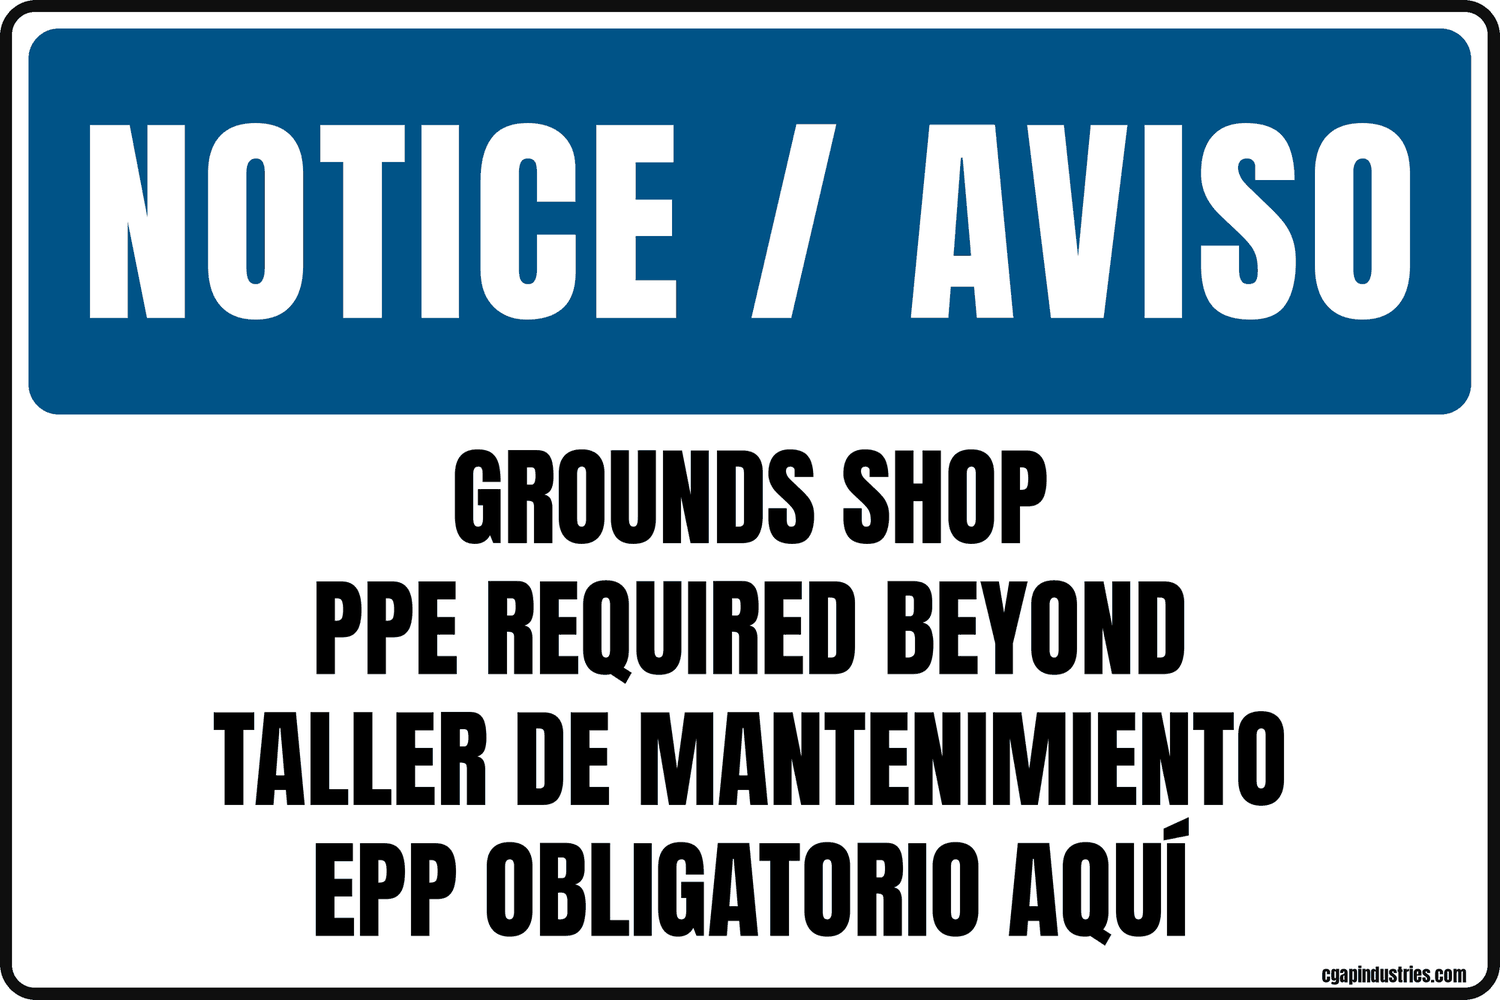 NOTICE / AVISO
GROUNDS SHOP
PPE REQUIRED BEYOND
TALLER DE MANTENIMIENTO
EPP OBLIGATORIO AQUÍ
cgapindustries.com